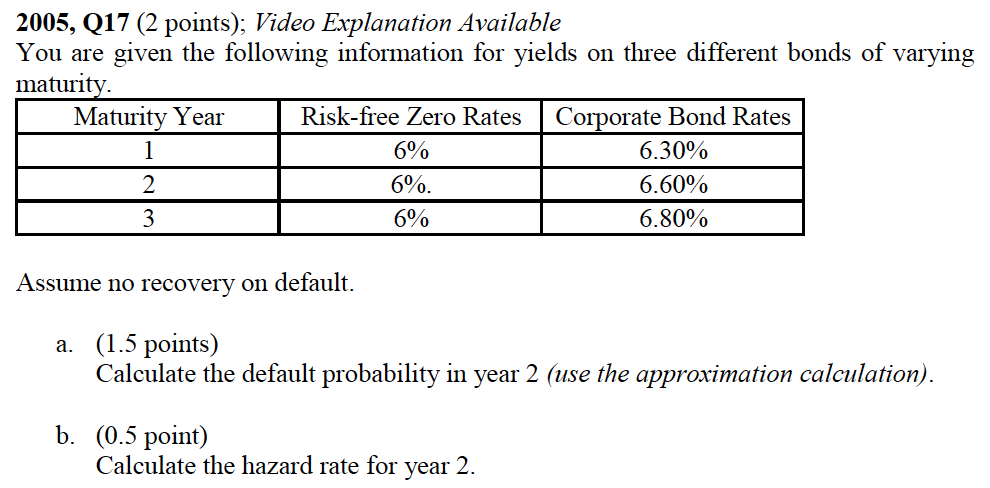 2005, Q17 (2 points); Video Explanation Available
You are given the following information for yields on three different bonds of varying
maturity.
Maturity Year Risk-free Zero Rates Corporate Bond Rates
1 6% 6.30%
2 6%. 6.60%
3 6% 6.80%
Assume no recovery on default.
a. (1.5 points)
Calculate the default probability in year 2 (use the approximation calculation).
b. (0.5 point)
Calculate the hazard rate for year 2.